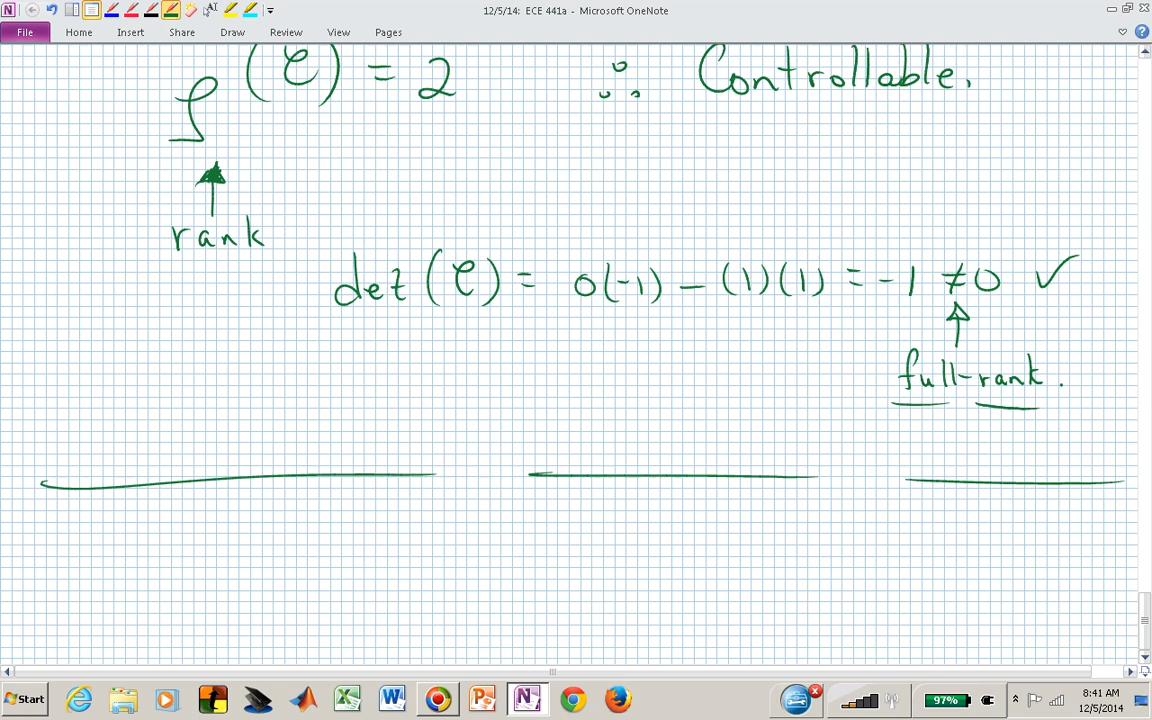 12/5/14: ECE 441a - Microsoft OneNote
File Home Insert Share Draw Review View Pages
ρ(𝒞) = 2 ∴ Controllable.
rank
det(𝒞) = 0(-1) - (1)(1) = -1 ≠ 0 ✓
full-rank.
Start
97%
8:41 AM
12/5/2014